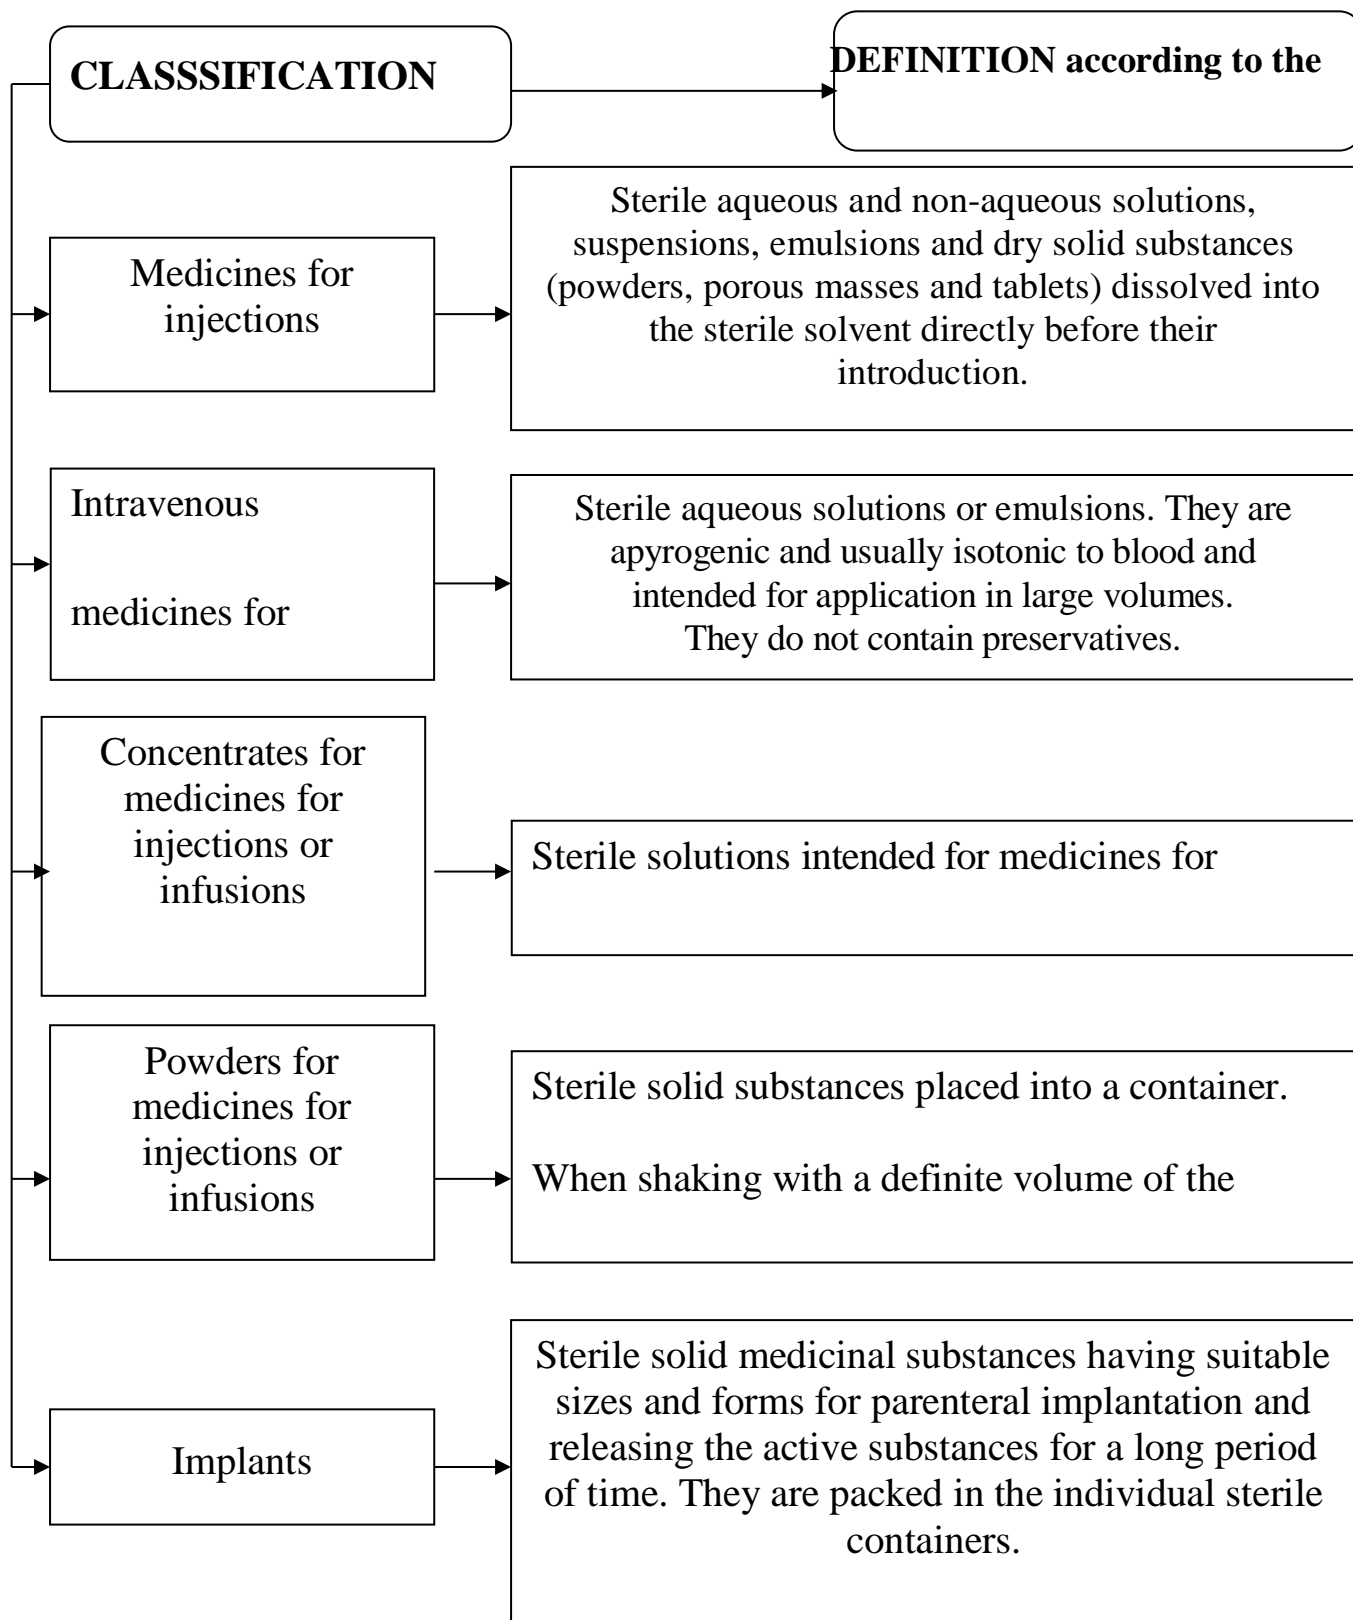 CLASSSIFICATION
DEFINITION according to the
Medicines for
injections
Sterile aqueous and non-aqueous solutions,
suspensions, emulsions and dry solid substances
(powders, porous masses and tablets) dissolved into
the sterile solvent directly before their
introduction.
Intravenous
medicines for
Sterile aqueous solutions or emulsions. They are
apyrogenic and usually isotonic to blood and
intended for application in large volumes.
They do not contain preservatives.
Concentrates for
medicines for
injections or
infusions
Sterile solutions intended for medicines for
Powders for
medicines for
injections or
infusions
Sterile solid substances placed into a container.
When shaking with a definite volume of the
Implants
Sterile solid medicinal substances having suitable
sizes and forms for parenteral implantation and
releasing the active substances for a long period
of time. They are packed in the individual sterile
containers.